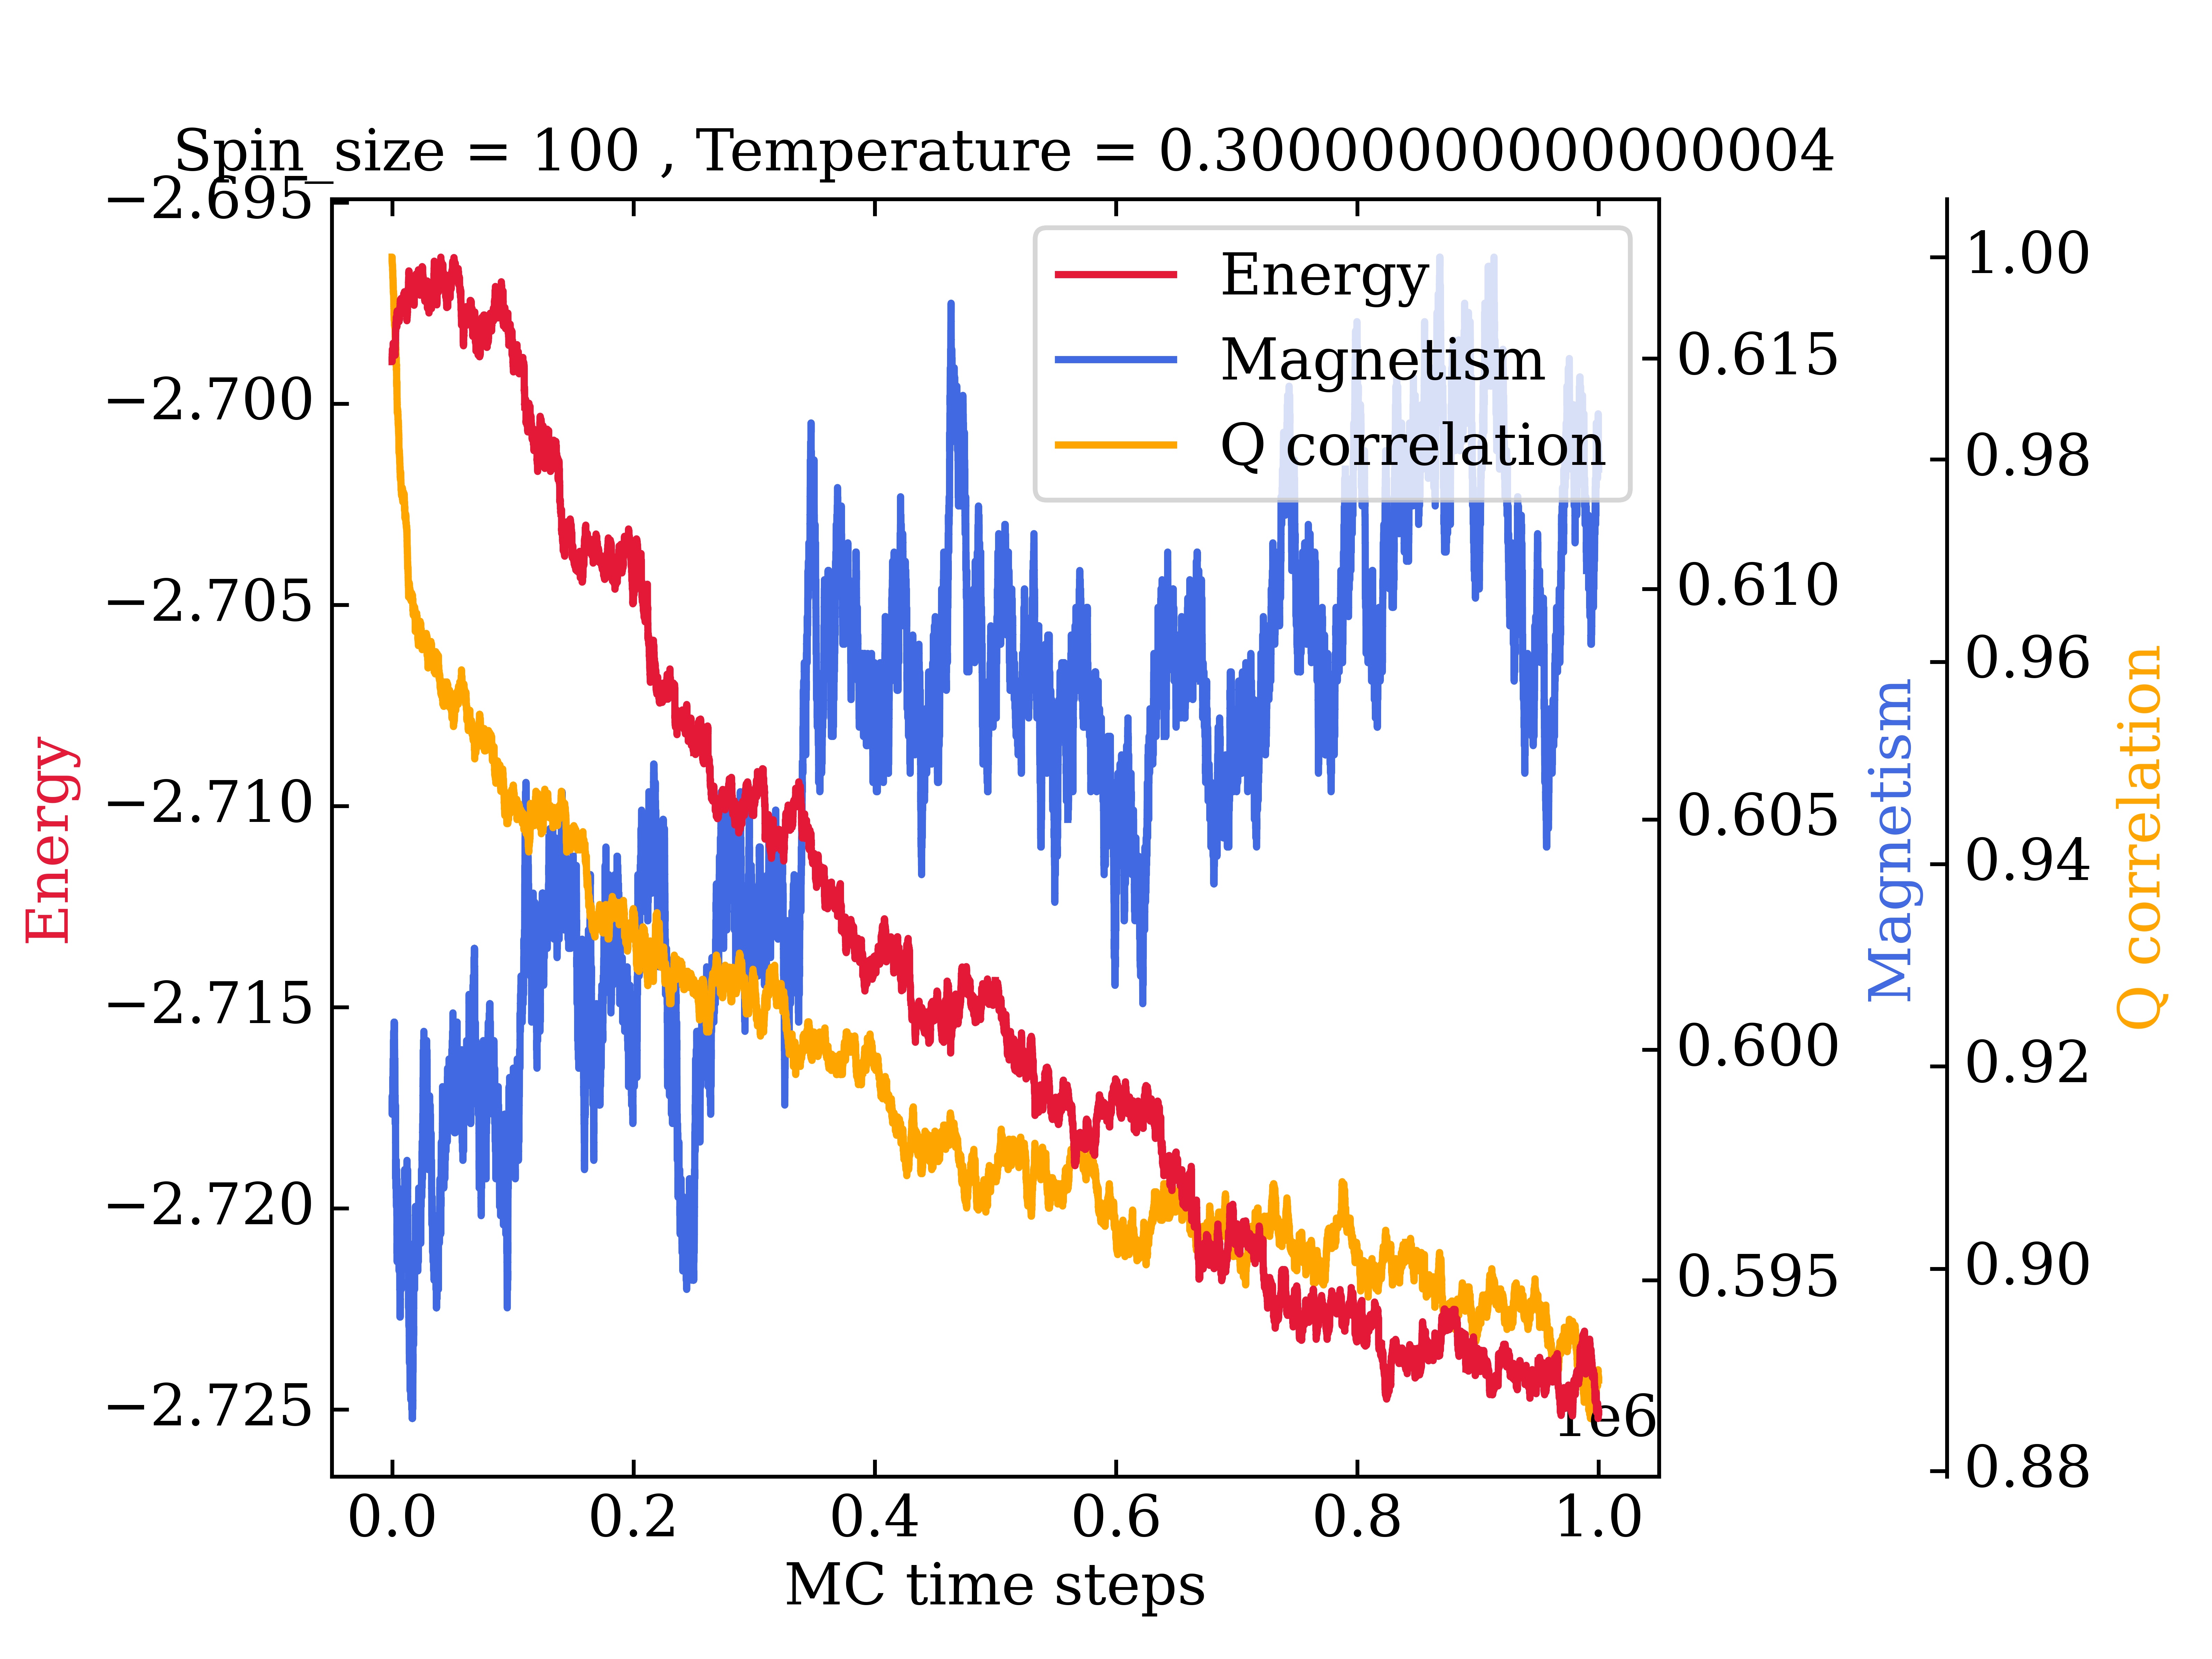 Spin_size = 100 , Temperature = 0.30000000000000004
−2.695
−2.700
−2.705
−2.710
−2.715
−2.720
−2.725
Energy
Energy
Magnetism
Q correlation
0.615
0.610
0.605
0.600
0.595
Magnetism
1.00
0.98
0.96
0.94
0.92
0.90
0.88
Q correlation
1e6
0.0 0.2 0.4 0.6 0.8 1.0
MC time steps